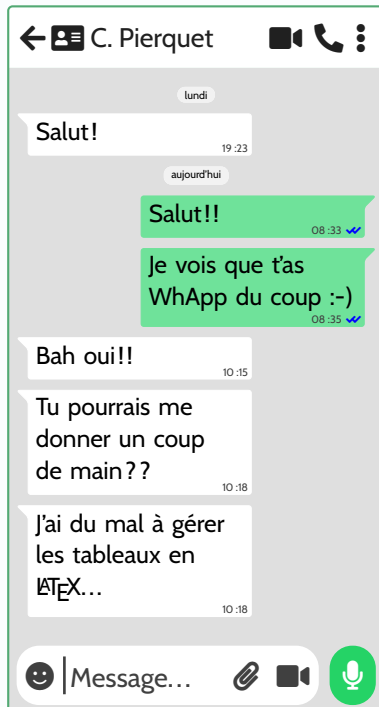 C. Pierquet
lundi
Salut!
19 :23
aujourd'hui
Salut!!
08 :33
Je vois que t'as
WhApp du coup :-)
08 :35
Bah oui!!
10 :15
Tu pourrais me
donner un coup
de main??
10 :18
J'ai du mal à gérer
les tableaux en
LATEX...
10 :18
Message...